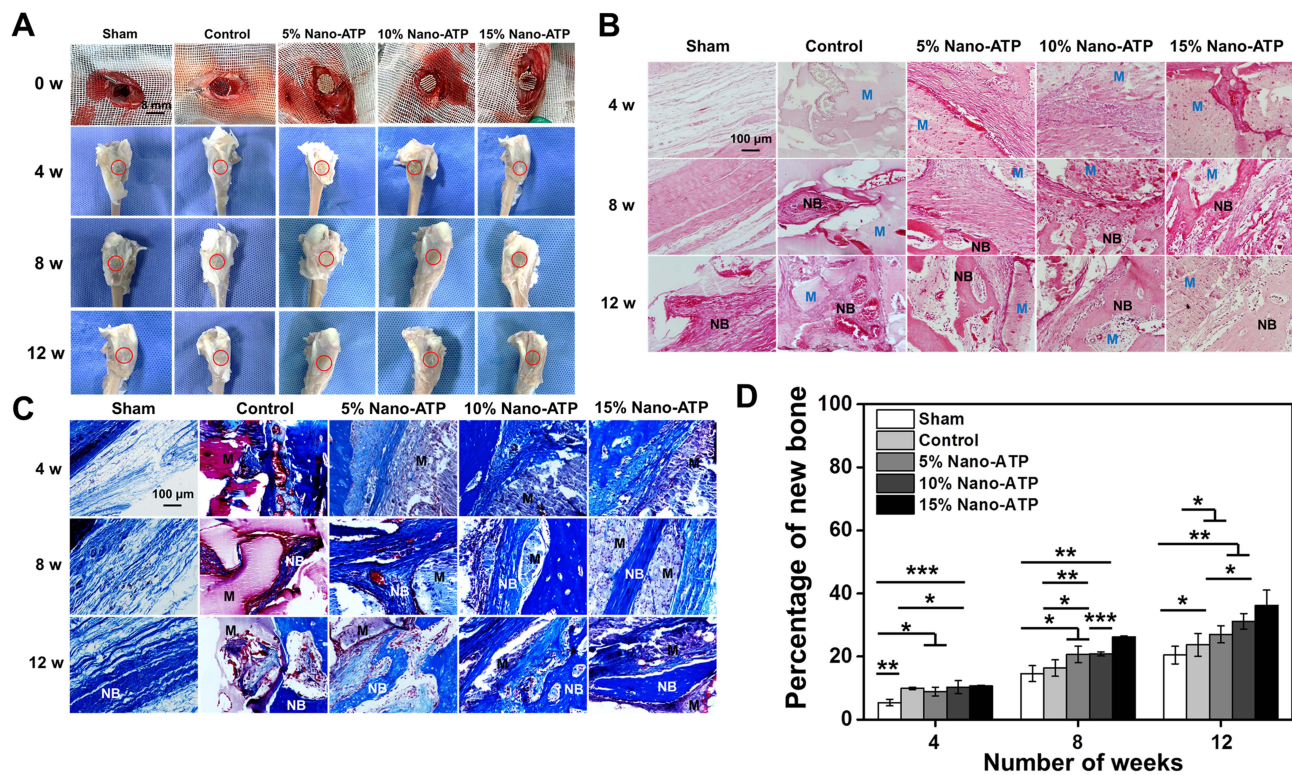 A
Sham Control 5% Nano-ATP 10% Nano-ATP 15% Nano-ATP
0 w
5 mm
4 w
8 w
12 w
B
Sham Control 5% Nano-ATP 10% Nano-ATP 15% Nano-ATP
4 w
M M M M
100 µm
8 w
NB M M NB M NB M NB
12 w
NB M NB NB M NB M M NB
C
Sham Control 5% Nano-ATP 10% Nano-ATP 15% Nano-ATP
4 w
100 µm
M M M M
8 w
M NB NB M NB M M NB M
12 w
NB M NB M NB M NB M NB M
D
Percentage of new bone
100
80
60
40
20
0
Sham
Control
5% Nano-ATP
10% Nano-ATP
15% Nano-ATP
*** * * **
** ** * * ***
* ** * *
4 8 12
Number of weeks